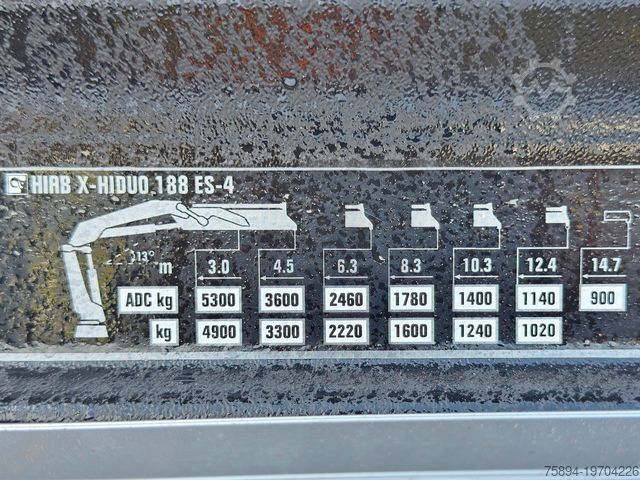 HIRB X-HIDUO 188 ES-4
13° m 3.0 4.5 6.3 8.3 10.3 12.4 14.7
ADC kg 5300 3600 2460 1780 1400 1140 900
kg 4900 3300 2220 1600 1240 1020
75894-19704226